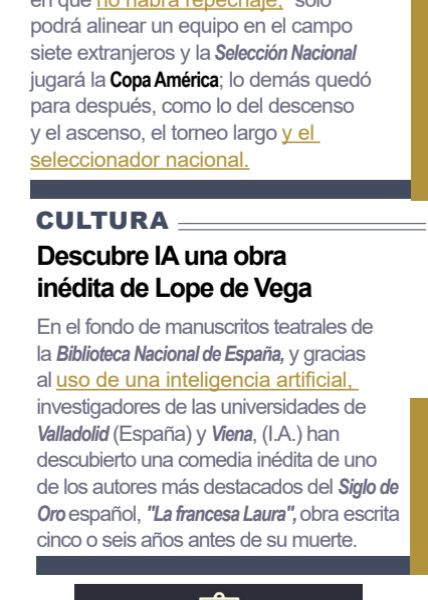 en que no habrá repechaje, solo
podrá alinear un equipo en el campo
siete extranjeros y la Selección Nacional
jugará la Copa América; lo demás quedó
para después, como lo del descenso
y el ascenso, el torneo largo y el
seleccionador nacional.
CULTURA
Descubre IA una obra
inédita de Lope de Vega
En el fondo de manuscritos teatrales de
la Biblioteca Nacional de España, y gracias
al uso de una inteligencia artificial,
investigadores de las universidades de
Valladolid (España) y Viena, (I.A.) han
descubierto una comedia inédita de uno
de los autores más destacados del Siglo de
Oro español, "La francesa Laura", obra escrita
cinco o seis años antes de su muerte.